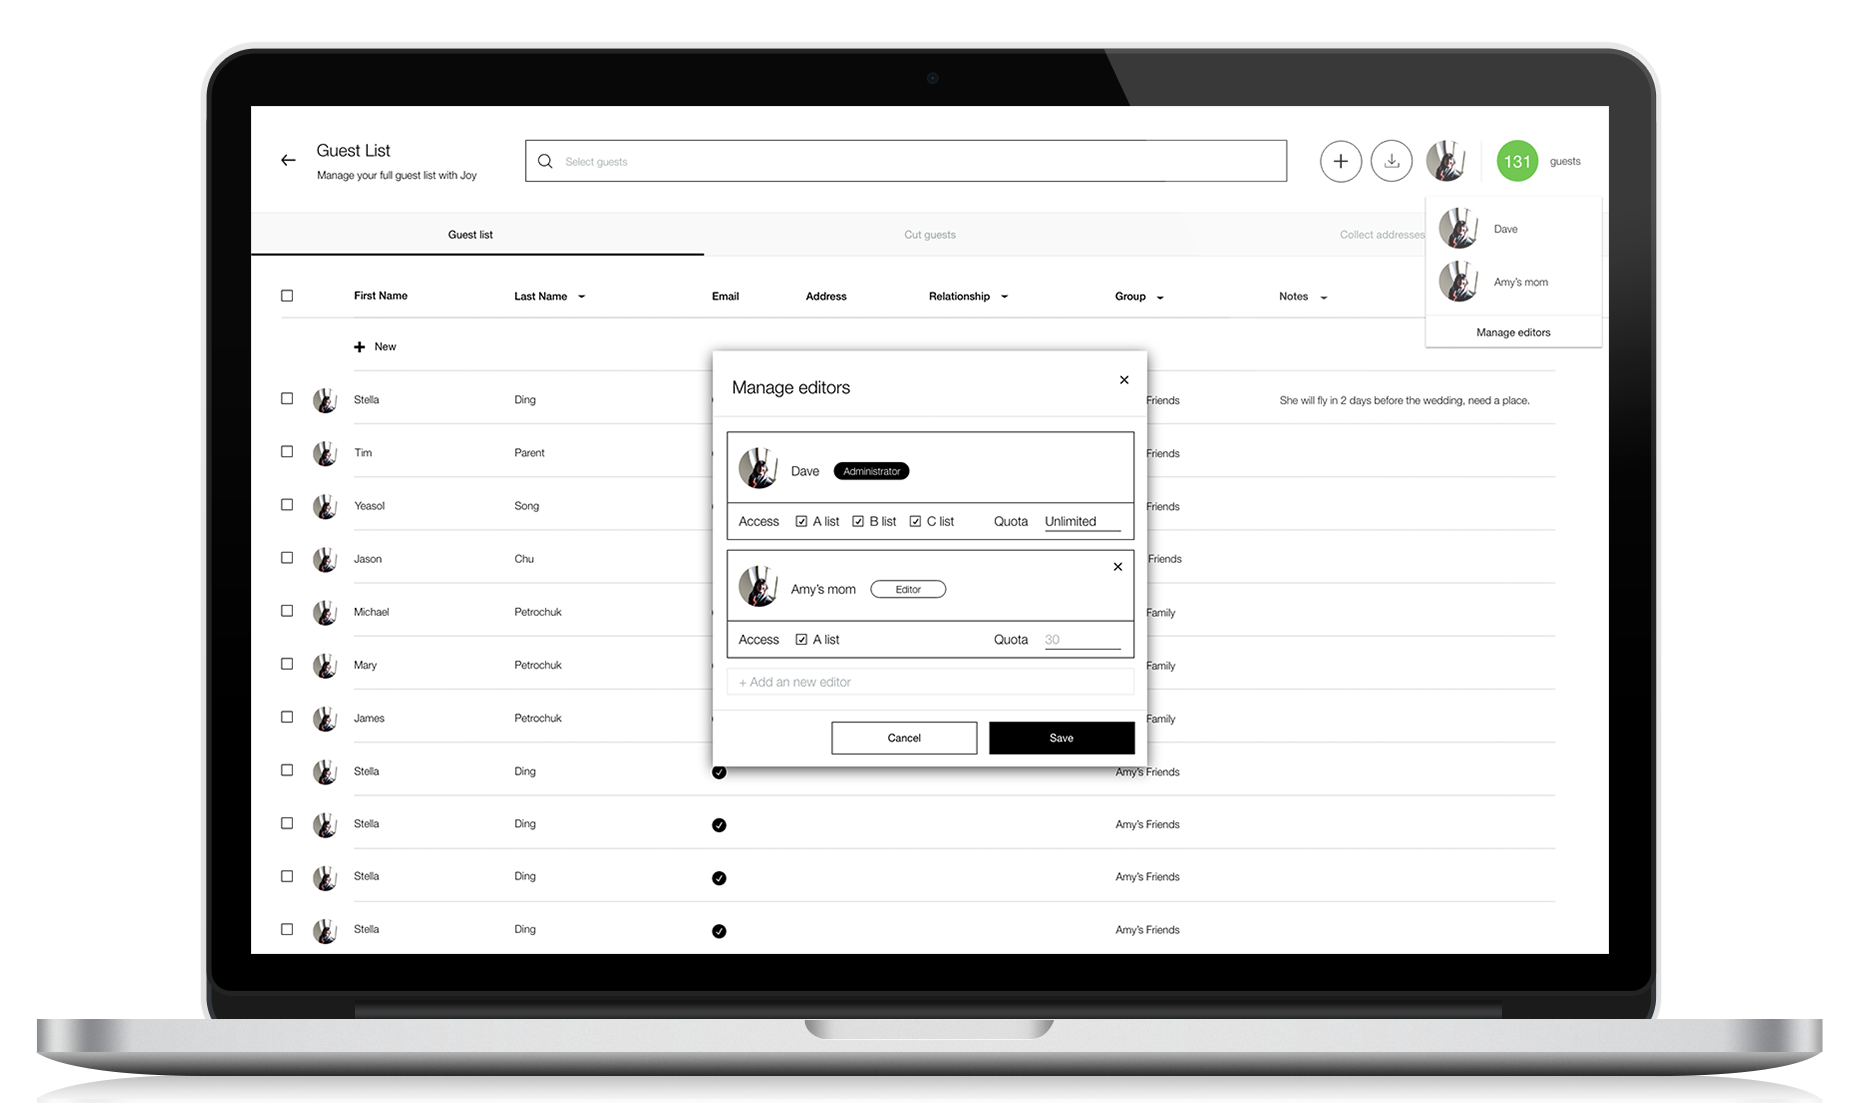 Guest List
Manage your full guest list with Joy
Select guests
131 guests
Dave
Amy's mom
Manage editors
Guest list Cut guests Collect addresses
First Name Last Name Email Address Relationship Group Notes
New
Stella Ding Friends She will fly in 2 days before the wedding, need a place.
Tim Parent Friends
Yeasol Song Friends
Jason Chu Friends
Michael Petrochuk Family
Mary Petrochuk Family
James Petrochuk Family
Manage editors
Dave Administrator
Access A list B list C list Quota Unlimited
Amy's mom Editor
Access A list Quota 30
+ Add an new editor
Cancel Save
Stella Ding Amy's Friends
Stella Ding Amy's Friends
Stella Ding Amy's Friends
Stella Ding Amy's Friends